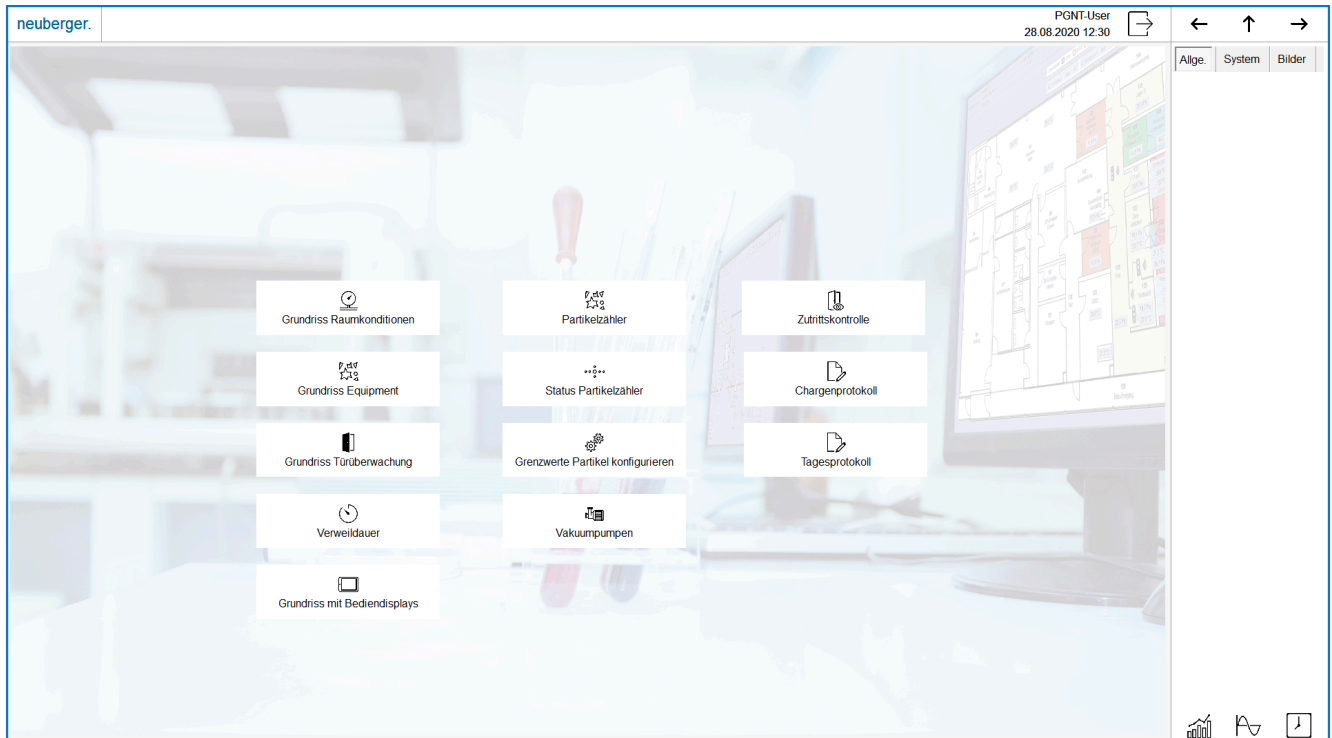 neuberger.
PGNT-User
28.08.2020 12:30
Allge.
System
Bilder
Grundriss Raumkonditionen
Partikelzähler
Zutrittskontrolle
Grundriss Equipment
Status Partikelzähler
Chargenprotokoll
Grundriss Türüberwachung
Grenzwerte Partikel konfigurieren
Tagesprotokoll
Verweildauer
Vakuumpumpen
Grundriss mit Bediendisplays